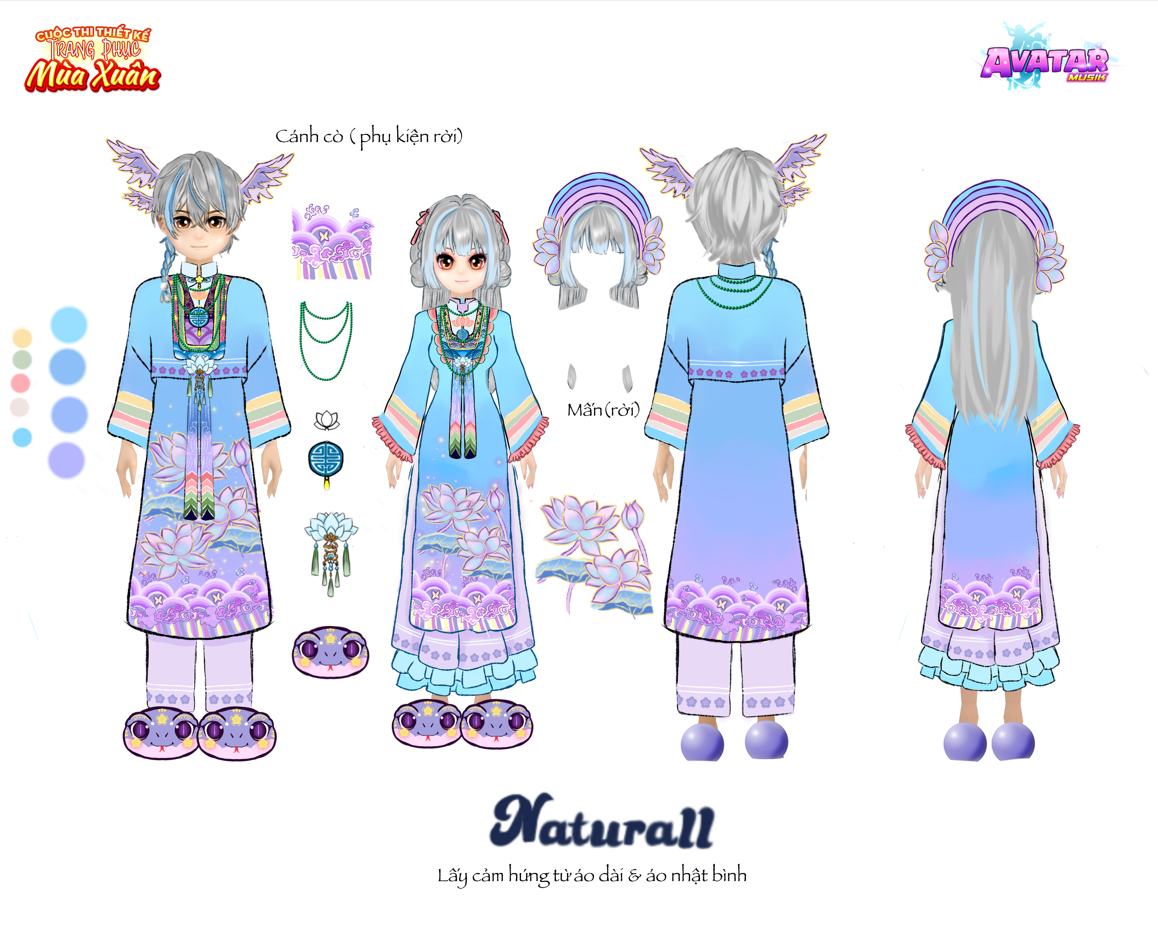 CUỘC THI THIẾT KẾ
TRANG PHỤC
Mùa Xuân
AVATAR
MUSIK
Cánh cò ( phụ kiện rời)
Mấn (rời)
Naturall
Lấy cảm hứng từ áo dài & áo nhật bình